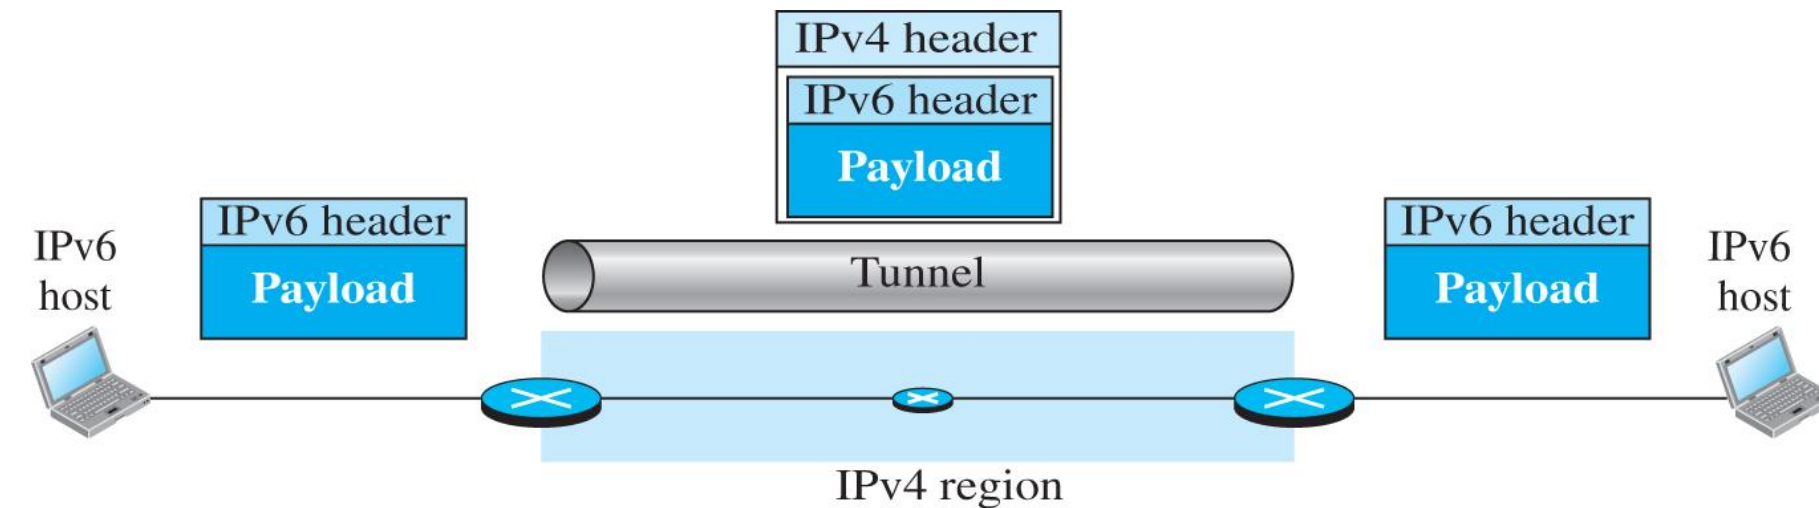 IPv4 header
IPv6 header
Payload
IPv6 header
Payload
IPv6 header
Payload
IPv6
host
Tunnel
IPv6
host
IPv4 region